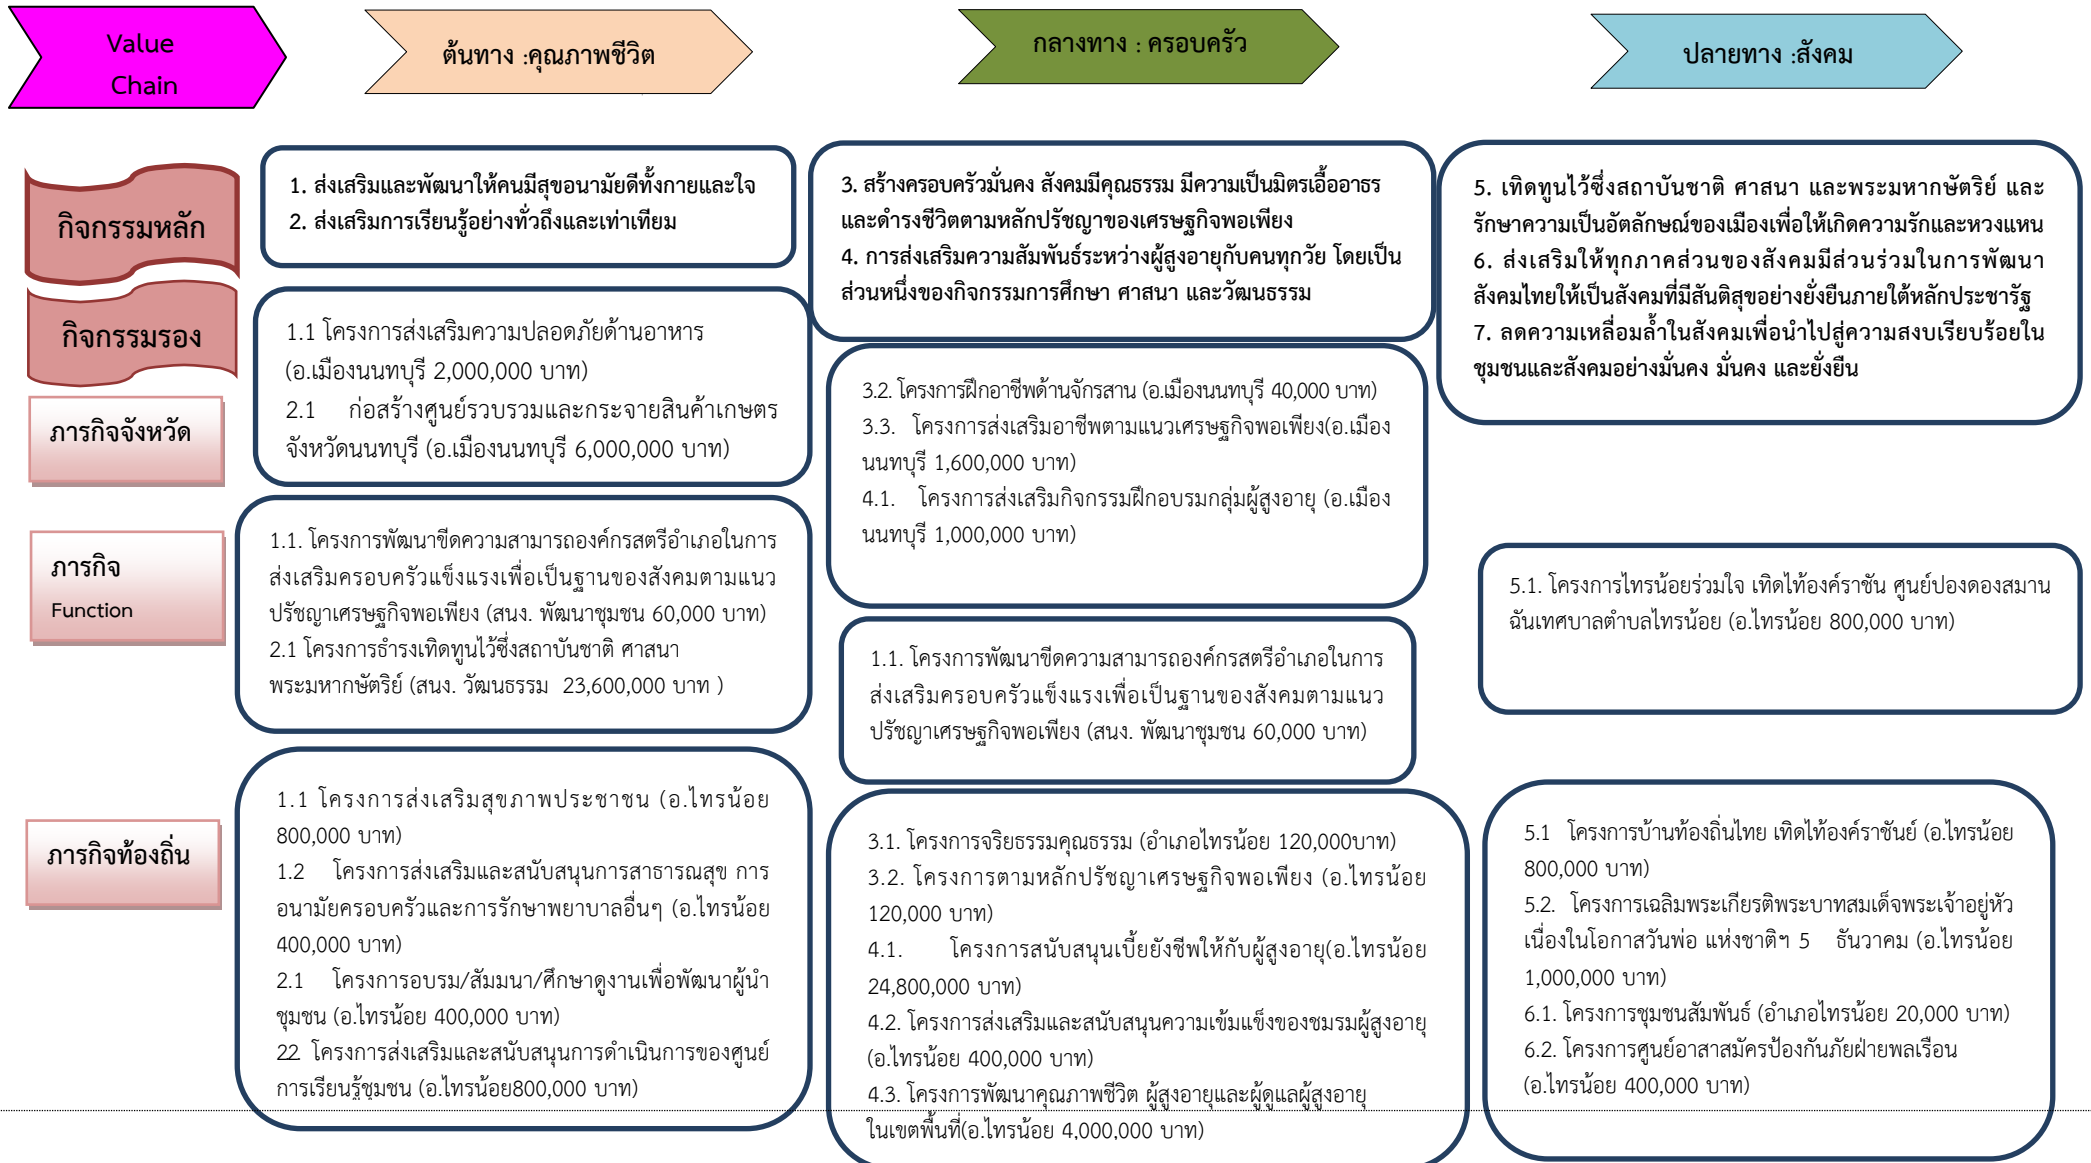 Value
Chain
ต้นทาง :คุณภาพชีวิต
กลางทาง : ครอบครัว
ปลายทาง :สังคม
กิจกรรมหลัก
1. ส่งเสริมและพัฒนาให้คนมีสุขอนามัยดีทั้งกายและใจ
2. ส่งเสริมการเรียนรู้อย่างทั่วถึงและเท่าเทียม
3. สร้างครอบครัวมั่นคง สังคมมีคุณธรรม มีความเป็นมิตรเอื้ออาธร
และดำรงชีวิตตามหลักปรัชญาของเศรษฐกิจพอเพียง
4. การส่งเสริมความสัมพันธ์ระหว่างผู้สูงอายุกับคนทุกวัย โดยเป็น
ส่วนหนึ่งของกิจกรรมการศึกษา ศาสนา และวัฒนธรรม
5. เทิดทูนไว้ซึ่งสถาบันชาติ ศาสนา และพระมหากษัตริย์ และ
รักษาความเป็นอัตลักษณ์ของเมืองเพื่อให้เกิดความรักและหวงแหน
6. ส่งเสริมให้ทุกภาคส่วนของสังคมมีส่วนร่วมในการพัฒนา
สังคมไทยให้เป็นสังคมที่มีสันติสุขอย่างยั่งยืนภายใต้หลักประชารัฐ
7. ลดความเหลื่อมล้ำในสังคมเพื่อนำไปสู่ความสงบเรียบร้อยใน
ชุมชนและสังคมอย่างมั่นคง มั่นคง และยั่งยืน
กิจกรรมรอง
ภารกิจจังหวัด
1.1 โครงการส่งเสริมความปลอดภัยด้านอาหาร
(อ.เมืองนนทบุรี 2,000,000 บาท)
2.1 ก่อสร้างศูนย์รวบรวมและกระจายสินค้าเกษตร
จังหวัดนนทบุรี (อ.เมืองนนทบุรี 6,000,000 บาท)
3.2. โครงการฝึกอาชีพด้านจักรสาน (อ.เมืองนนทบุรี 40,000 บาท)
3.3. โครงการส่งเสริมอาชีพตามแนวเศรษฐกิจพอเพียง(อ.เมือง
นนทบุรี 1,600,000 บาท)
4.1. โครงการส่งเสริมกิจกรรมฝึกอบรมกลุ่มผู้สูงอายุ (อ.เมือง
นนทบุรี 1,000,000 บาท)
ภารกิจ
Function
1.1. โครงการพัฒนาขีดความสามารถองค์กรสตรีอำเภอในการ
ส่งเสริมครอบครัวแข็งแรงเพื่อเป็นฐานของสังคมตามแนว
ปรัชญาเศรษฐกิจพอเพียง (สนง. พัฒนาชุมชน 60,000 บาท)
2.1 โครงการธำรงเทิดทูนไว้ซึ่งสถาบันชาติ ศาสนา
พระมหากษัตริย์ (สนง. วัฒนธรรม 23,600,000 บาท )
1.1. โครงการพัฒนาขีดความสามารถองค์กรสตรีอำเภอในการ
ส่งเสริมครอบครัวแข็งแรงเพื่อเป็นฐานของสังคมตามแนว
ปรัชญาเศรษฐกิจพอเพียง (สนง. พัฒนาชุมชน 60,000 บาท)
5.1. โครงการไทรน้อยร่วมใจ เทิดไท้องค์ราชัน ศูนย์ปองดองสมาน
ฉันเทศบาลตำบลไทรน้อย (อ.ไทรน้อย 800,000 บาท)
ภารกิจท้องถิ่น
1.1 โครงการส่งเสริมสุขภาพประชาชน (อ.ไทรน้อย
800,000 บาท)
1.2 โครงการส่งเสริมและสนับสนุนการสาธารณสุข การ
อนามัยครอบครัวและการรักษาพยาบาลอื่นๆ (อ.ไทรน้อย
400,000 บาท)
2.1 โครงการอบรม/สัมมนา/ศึกษาดูงานเพื่อพัฒนาผู้นำ
ชุมชน (อ.ไทรน้อย 400,000 บาท)
22 โครงการส่งเสริมและสนับสนุนการดำเนินการของศูนย์
การเรียนรู้ชุมชน (อ.ไทรน้อย800,000 บาท)
3.1. โครงการจริยธรรมคุณธรรม (อำเภอไทรน้อย 120,000บาท)
3.2. โครงการตามหลักปรัชญาเศรษฐกิจพอเพียง (อ.ไทรน้อย
120,000 บาท)
4.1. โครงการสนับสนุนเบี้ยยังชีพให้กับผู้สูงอายุ(อ.ไทรน้อย
24,800,000 บาท)
4.2. โครงการส่งเสริมและสนับสนุนความเข้มแข็งของชมรมผู้สูงอายุ
(อ.ไทรน้อย 400,000 บาท)
4.3. โครงการพัฒนาคุณภาพชีวิต ผู้สูงอายุและผู้ดูแลผู้สูงอายุ
ในเขตพื้นที่(อ.ไทรน้อย 4,000,000 บาท)
5.1 โครงการบ้านท้องถิ่นไทย เทิดไท้องค์ราชันย์ (อ.ไทรน้อย
800,000 บาท)
5.2. โครงการเฉลิมพระเกียรติพระบาทสมเด็จพระเจ้าอยู่หัว
เนื่องในโอกาสวันพ่อ แห่งชาติฯ 5 ธันวาคม (อ.ไทรน้อย
1,000,000 บาท)
6.1. โครงการชุมชนสัมพันธ์ (อำเภอไทรน้อย 20,000 บาท)
6.2. โครงการศูนย์อาสาสมัครป้องกันภัยฝ่ายพลเรือน
(อ.ไทรน้อย 400,000 บาท)